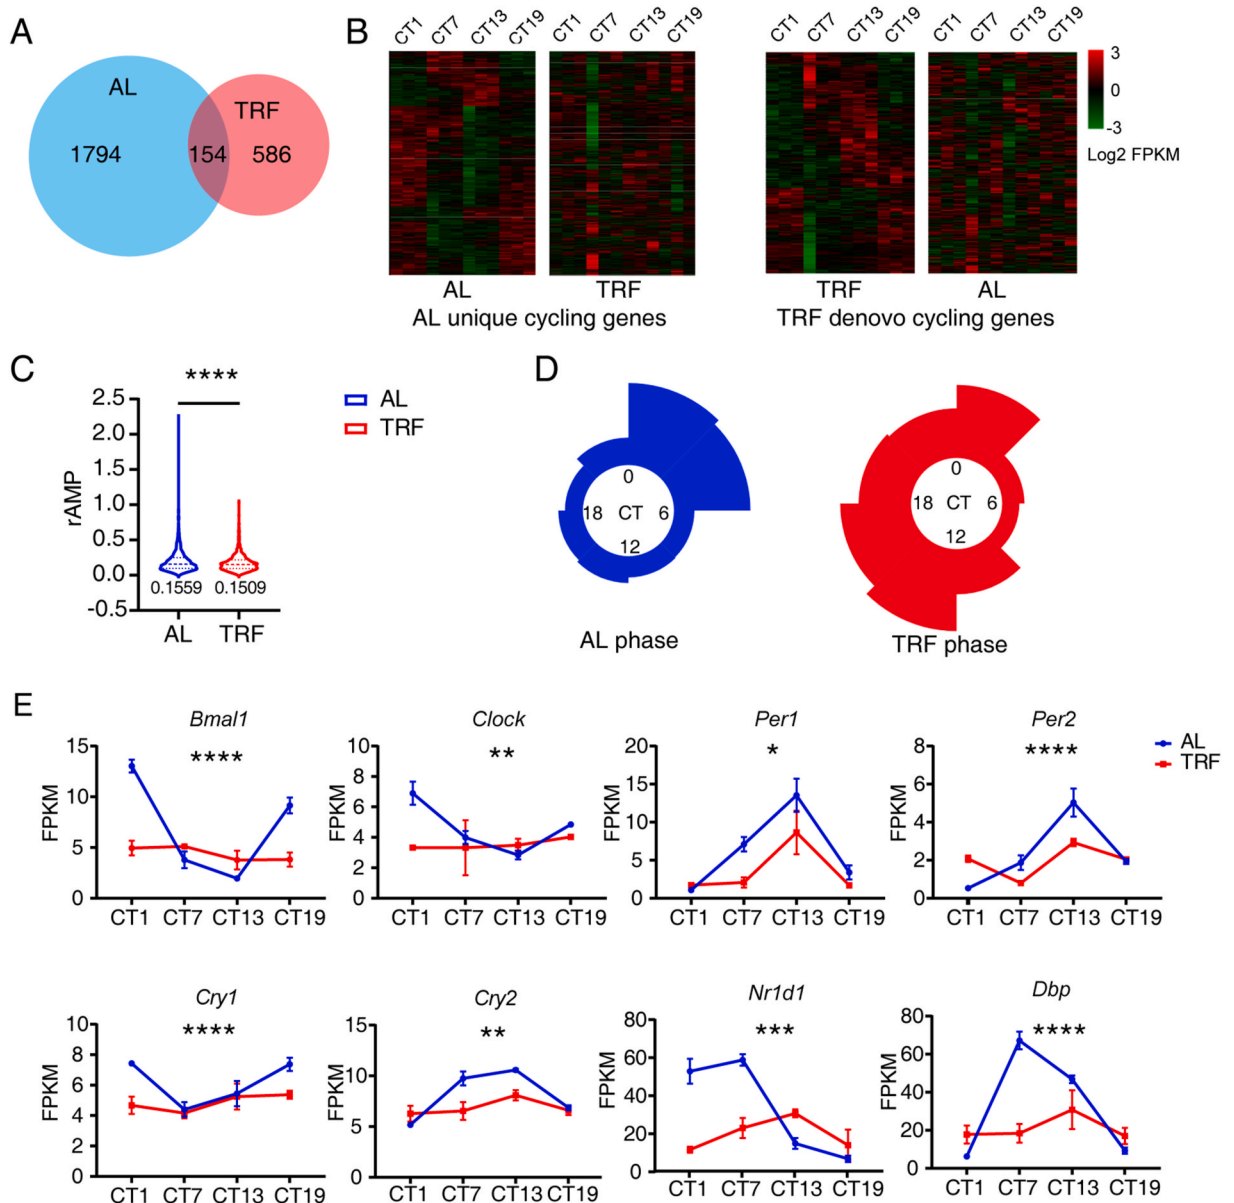 A
AL
TRF
1794
154
586
B
CT1 CT7 CT13 CT19 CT1 CT7 CT13 CT19 CT1 CT7 CT13 CT19 CT1 CT7 CT13 CT19
3
0
-3
Log2 FPKM
AL TRF TRF AL
AL unique cycling genes
TRF denovo cycling genes
C
****
AL
TRF
rAMP
2.5
2.0
1.5
1.0
0.5
0.0
-0.5
0.1559 0.1509
AL TRF
D
0
18 CT 6
12
AL phase
0
18 CT 6
12
TRF phase
E
Bmal1
****
FPKM
15
10
5
0
CT1 CT7 CT13 CT19
Clock
**
FPKM
10
8
6
4
2
0
CT1 CT7 CT13 CT19
Per1
*
FPKM
20
15
10
5
0
CT1 CT7 CT13 CT19
Per2
****
FPKM
8
6
4
2
0
CT1 CT7 CT13 CT19
AL
TRF
Cry1
****
FPKM
10
8
6
4
2
0
CT1 CT7 CT13 CT19
Cry2
**
FPKM
15
10
5
0
CT1 CT7 CT13 CT19
Nr1d1
***
FPKM
80
60
40
20
0
CT1 CT7 CT13 CT19
Dbp
****
FPKM
80
60
40
20
0
CT1 CT7 CT13 CT19